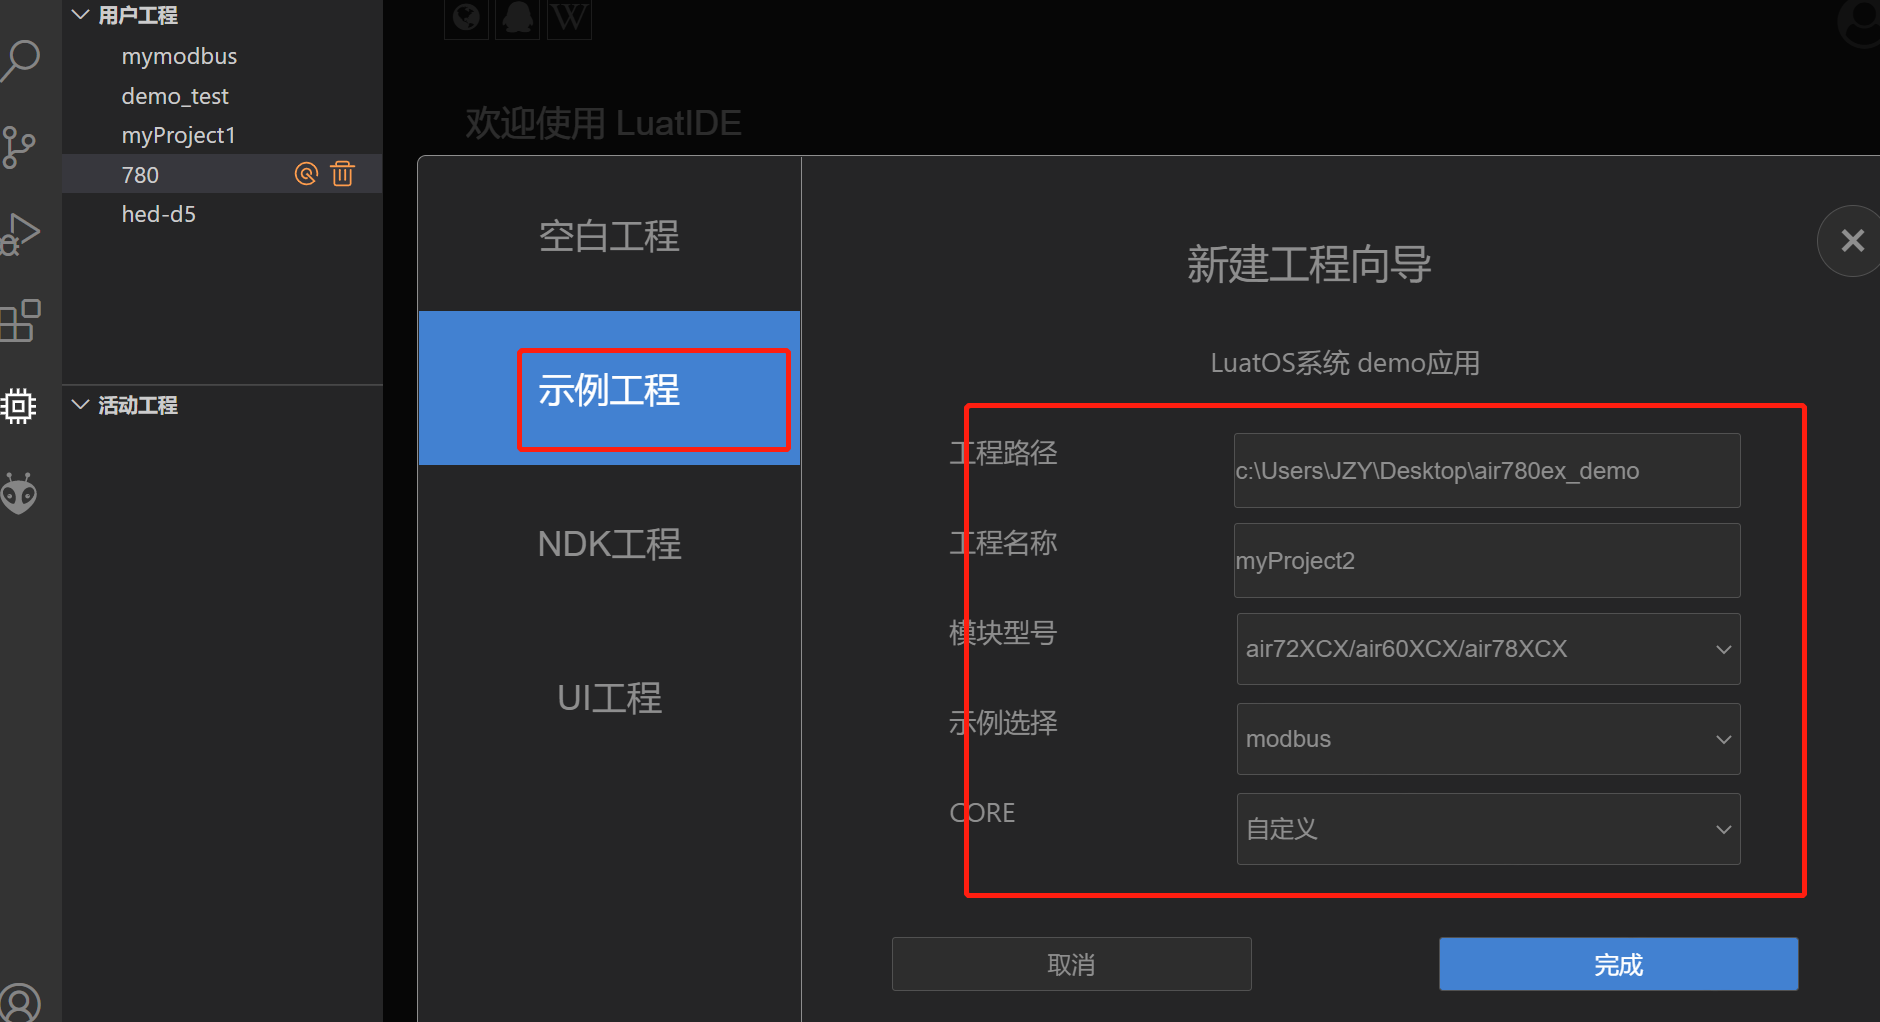 用户工程
mymodbus
demo_test
myProject1
780
hed-d5
活动工程
W
欢迎使用 LuatIDE
空白工程
示例工程
NDK工程
UI工程
新建工程向导
LuatOS系统 demo应用
工程路径 c:\Users\JZY\Desktop\air780ex_demo
工程名称 myProject2
模块型号 air72XCX/air60XCX/air78XCX
示例选择 modbus
CORE 自定义
取消 完成